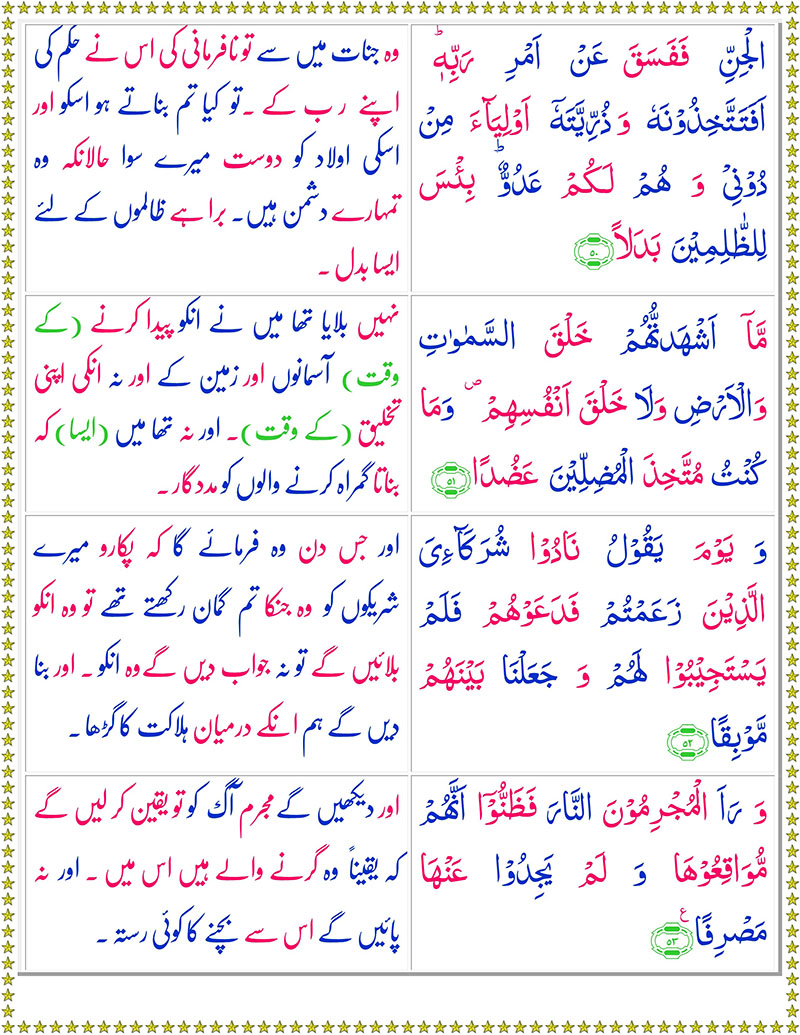 الْجِنِّ فَفَسَقَ عَنْ اَمْرِ رَبِّهٖ ؕ
اَفَتَتَّخِذُوْنَهٗ وَ ذُرِّيَّتَهٗۤ اَوْلِيَآءَ مِنْ
دُوْنِيْ وَ هُمْ لَكُمْ عَدُوٌّ ؕ بِئْسَ
لِلظّٰلِمِيْنَ بَدَلًا ۵۰
وہ جنات میں سے تو نافرمانی کی اس نے حکم کی
اپنے رب کے ۔ تو کیا تم بناتے ہو اسکو اور
اسکی اولاد کو دوست میرے سوا حالانکہ وہ
تمہارے دشمن ہیں۔ برا ہے ظالموں کے لئے
ایسا بدل ۔
مَّاۤ اَشْهَدْتُّهُمْ خَلْقَ السَّمٰوٰتِ
وَالْاَرْضِ وَلَا خَلْقَ اَنْفُسِهِمْ ۪ وَمَا
كُنْتُ مُتَّخِذَ الْمُضِلِّيْنَ عَضُدًا ۵۱
نہیں بلایا تھا میں نے انکو پیدا کرنے (کے
وقت) آسمانوں اور زمین کے اور نہ انکی اپنی
تخلیق (کے وقت)۔ اور نہ تھا میں (ایسا) کہ
بناتا گمراہ کرنے والوں کو مددگار۔
وَ يَوْمَ يَقُوْلُ نَادُوْا شُرَكَآءِيَ
الَّذِيْنَ زَعَمْتُمْ فَدَعَوْهُمْ فَلَمْ
يَسْتَجِيْبُوْا لَهُمْ وَ جَعَلْنَا بَيْنَهُمْ
مَّوْبِقًا ۵۲
اور جس دن وہ فرمائے گا کہ پکارو میرے
شریکوں کو وہ جنکا تم گمان رکھتے تھے تو وہ انکو
بلائیں گے تو نہ جواب دیں گے وہ انکو ۔ اور بنا
دیں گے ہم انکے درمیان ہلاکت کا گڑھا ۔
وَ رَاَ الْمُجْرِمُوْنَ النَّارَ فَظَنُّوْۤا اَنَّهُمْ
مُّوَاقِعُوْهَا وَ لَمْ يَجِدُوْا عَنْهَا
مَصْرِفًا ۵۳ ع
اور دیکھیں گے مجرم آگ کو تو یقین کر لیں گے
کہ یقیناً وہ گرنے والے ہیں اس میں ۔ اور نہ
پائیں گے اس سے بچنے کا کوئی رستہ ۔